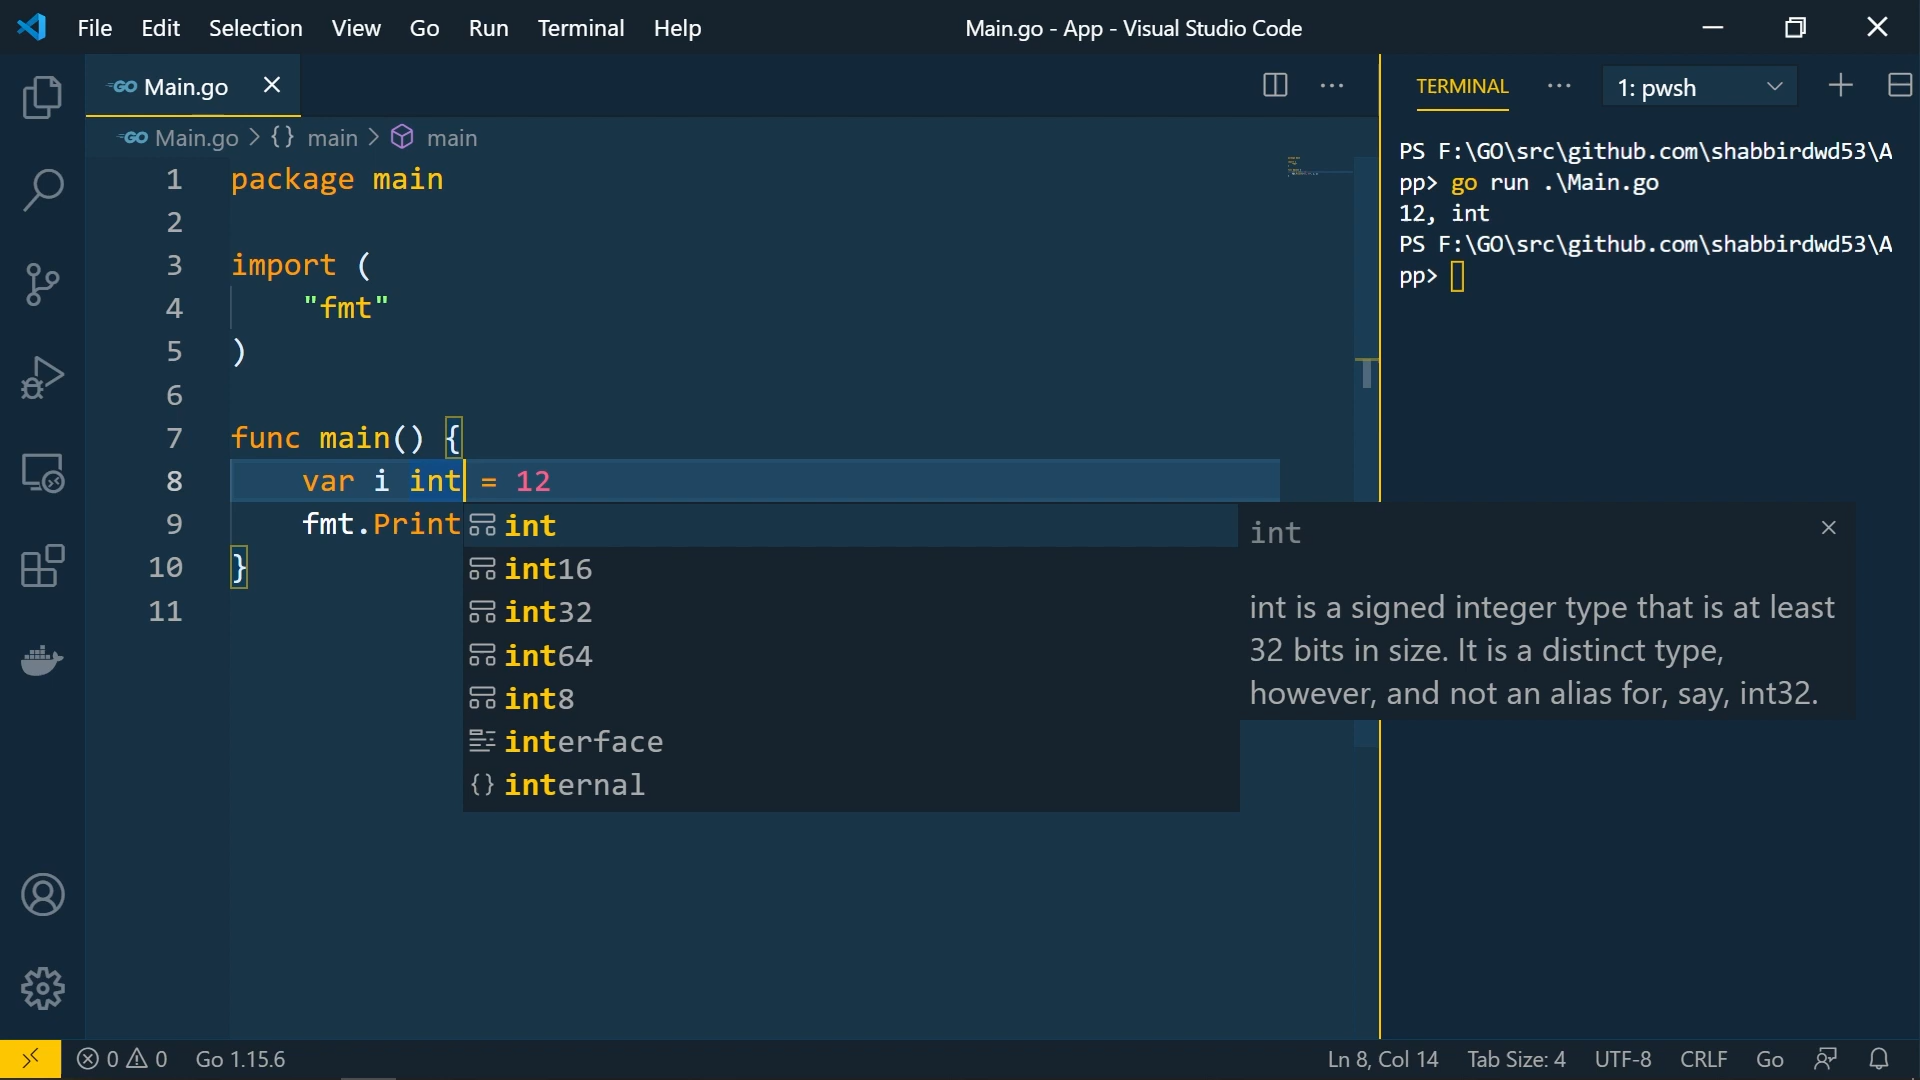 File Edit Selection View Go Run Terminal Help
Main.go - App - Visual Studio Code
GO Main.go
GO Main.go > {} main > main
1 package main
2
3 import (
4 "fmt"
5 )
6
7 func main() {
8 var i int = 12
9 fmt.Print
10 }
11
int
int16
int32
int64
int8
interface
{} internal
int
int is a signed integer type that is at least
32 bits in size. It is a distinct type,
however, and not an alias for, say, int32.
TERMINAL ··· 1: pwsh
PS F:\GO\src\github.com\shabbirdwd53\A
pp> go run .\Main.go
12, int
PS F:\GO\src\github.com\shabbirdwd53\A
pp>
0 0 Go 1.15.6
Ln 8, Col 14 Tab Size: 4 UTF-8 CRLF Go